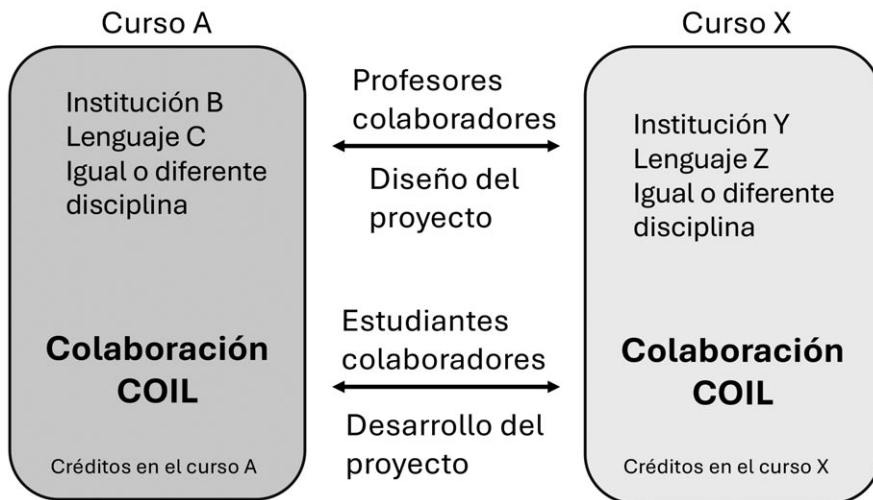 Curso A
Institución B
Lenguaje C
Igual o diferente
disciplina
Colaboración
COIL
Créditos en el curso A
Profesores
colaboradores
Diseño del
proyecto
Estudiantes
colaboradores
Desarrollo del
proyecto
Curso X
Institución Y
Lenguaje Z
Igual o diferente
disciplina
Colaboración
COIL
Créditos en el curso X